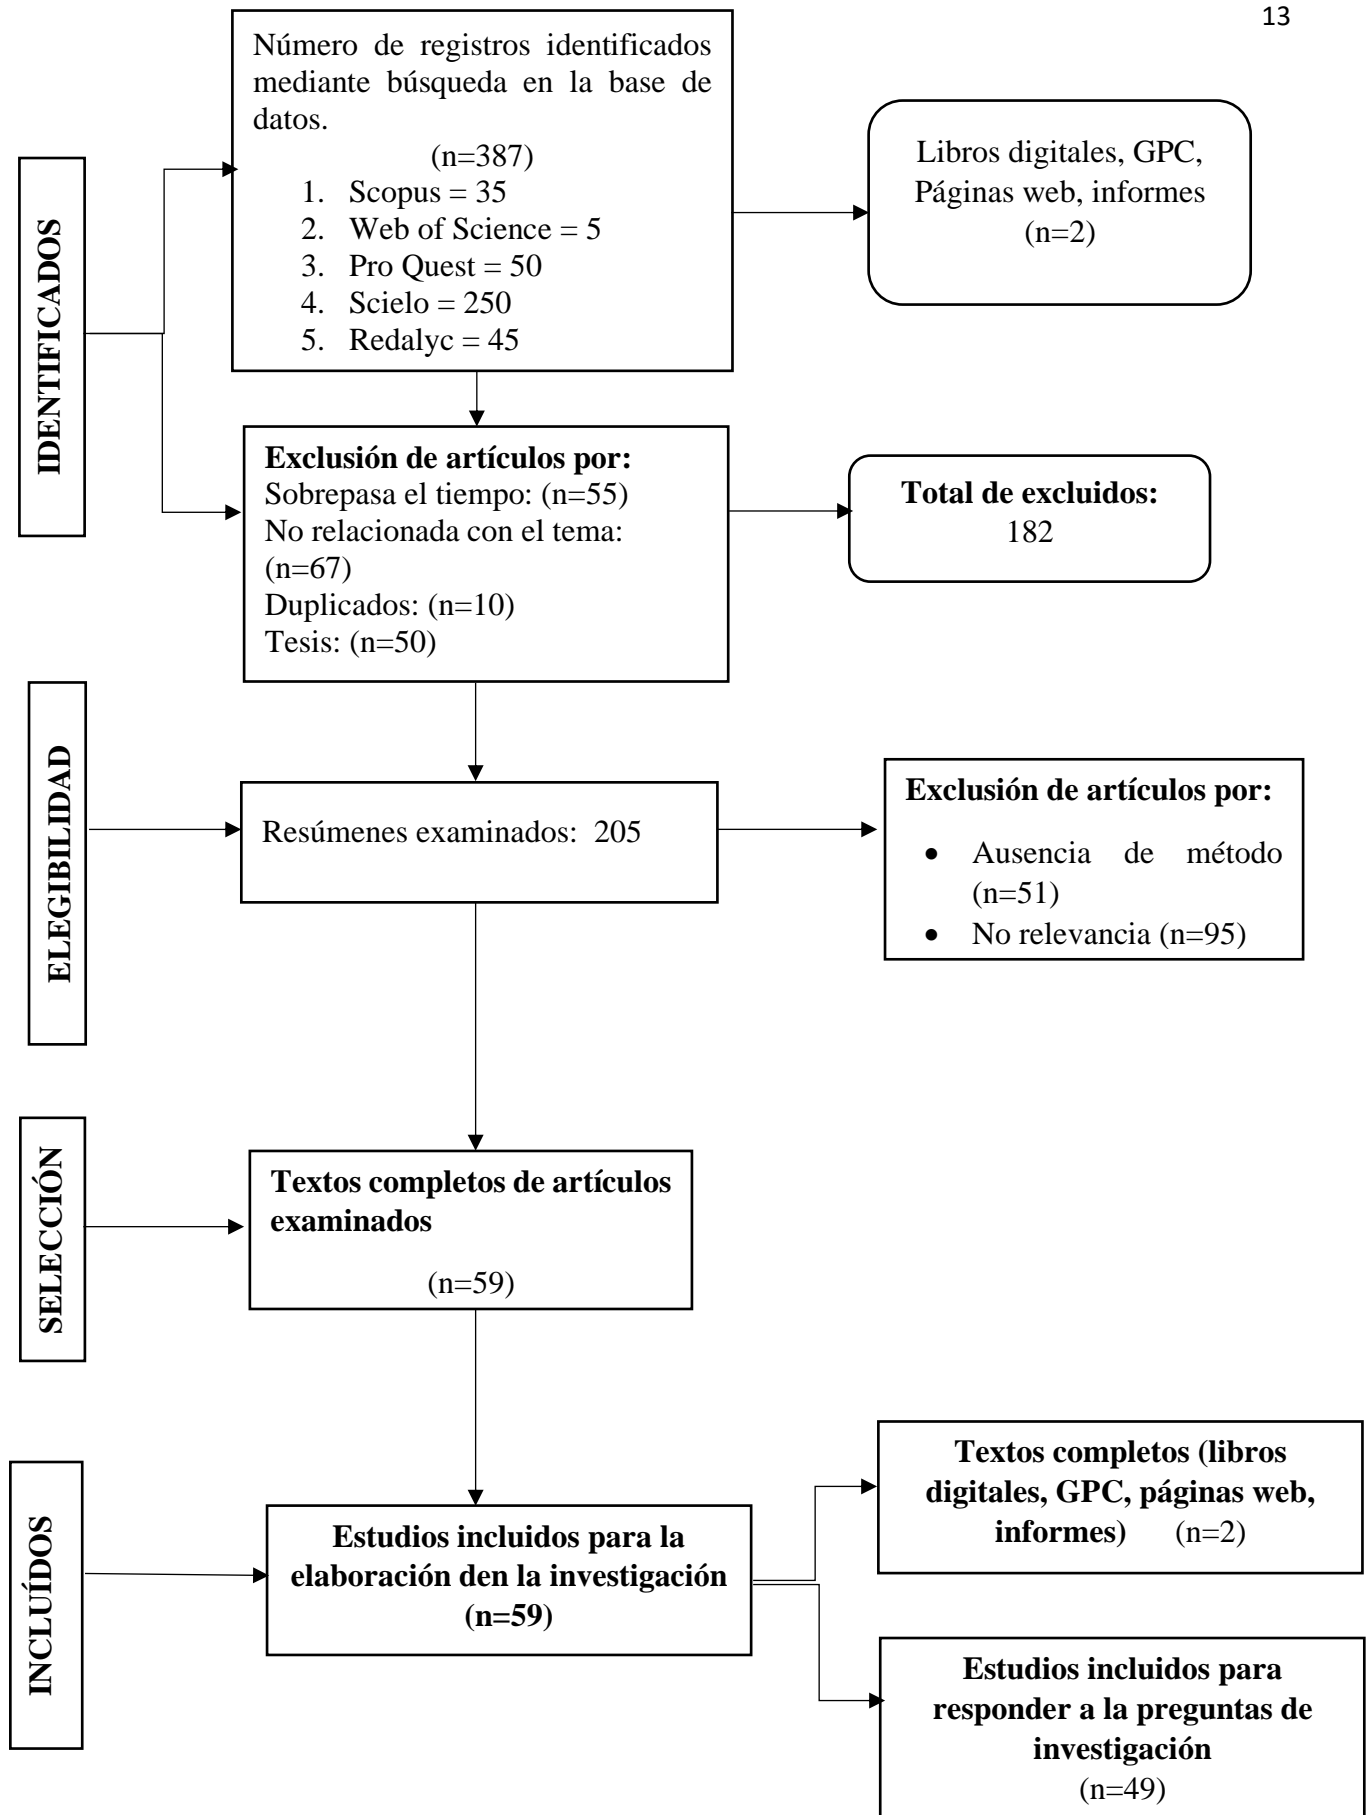 13
Número de registros identificados
mediante búsqueda en la base de
datos.
(n=387)
1. Scopus = 35
2. Web of Science = 5
3. Pro Quest = 50
4. Scielo = 250
5. Redalyc = 45
Libros digitales, GPC,
Páginas web, informes
(n=2)
IDENTIFICADOS
Exclusión de artículos por:
Sobrepasa el tiempo: (n=55)
No relacionada con el tema:
(n=67)
Duplicados: (n=10)
Tesis: (n=50)
Total de excluidos:
182
ELEGIBILIDAD
Resúmenes examinados: 205
Exclusión de artículos por:
• Ausencia de método
(n=51)
• No relevancia (n=95)
SELECCIÓN
Textos completos de artículos
examinados
(n=59)
INCLUÍDOS
Estudios incluidos para la
elaboración den la investigación
(n=59)
Textos completos (libros
digitales, GPC, páginas web,
informes) (n=2)
Estudios incluidos para
responder a la preguntas de
investigación
(n=49)